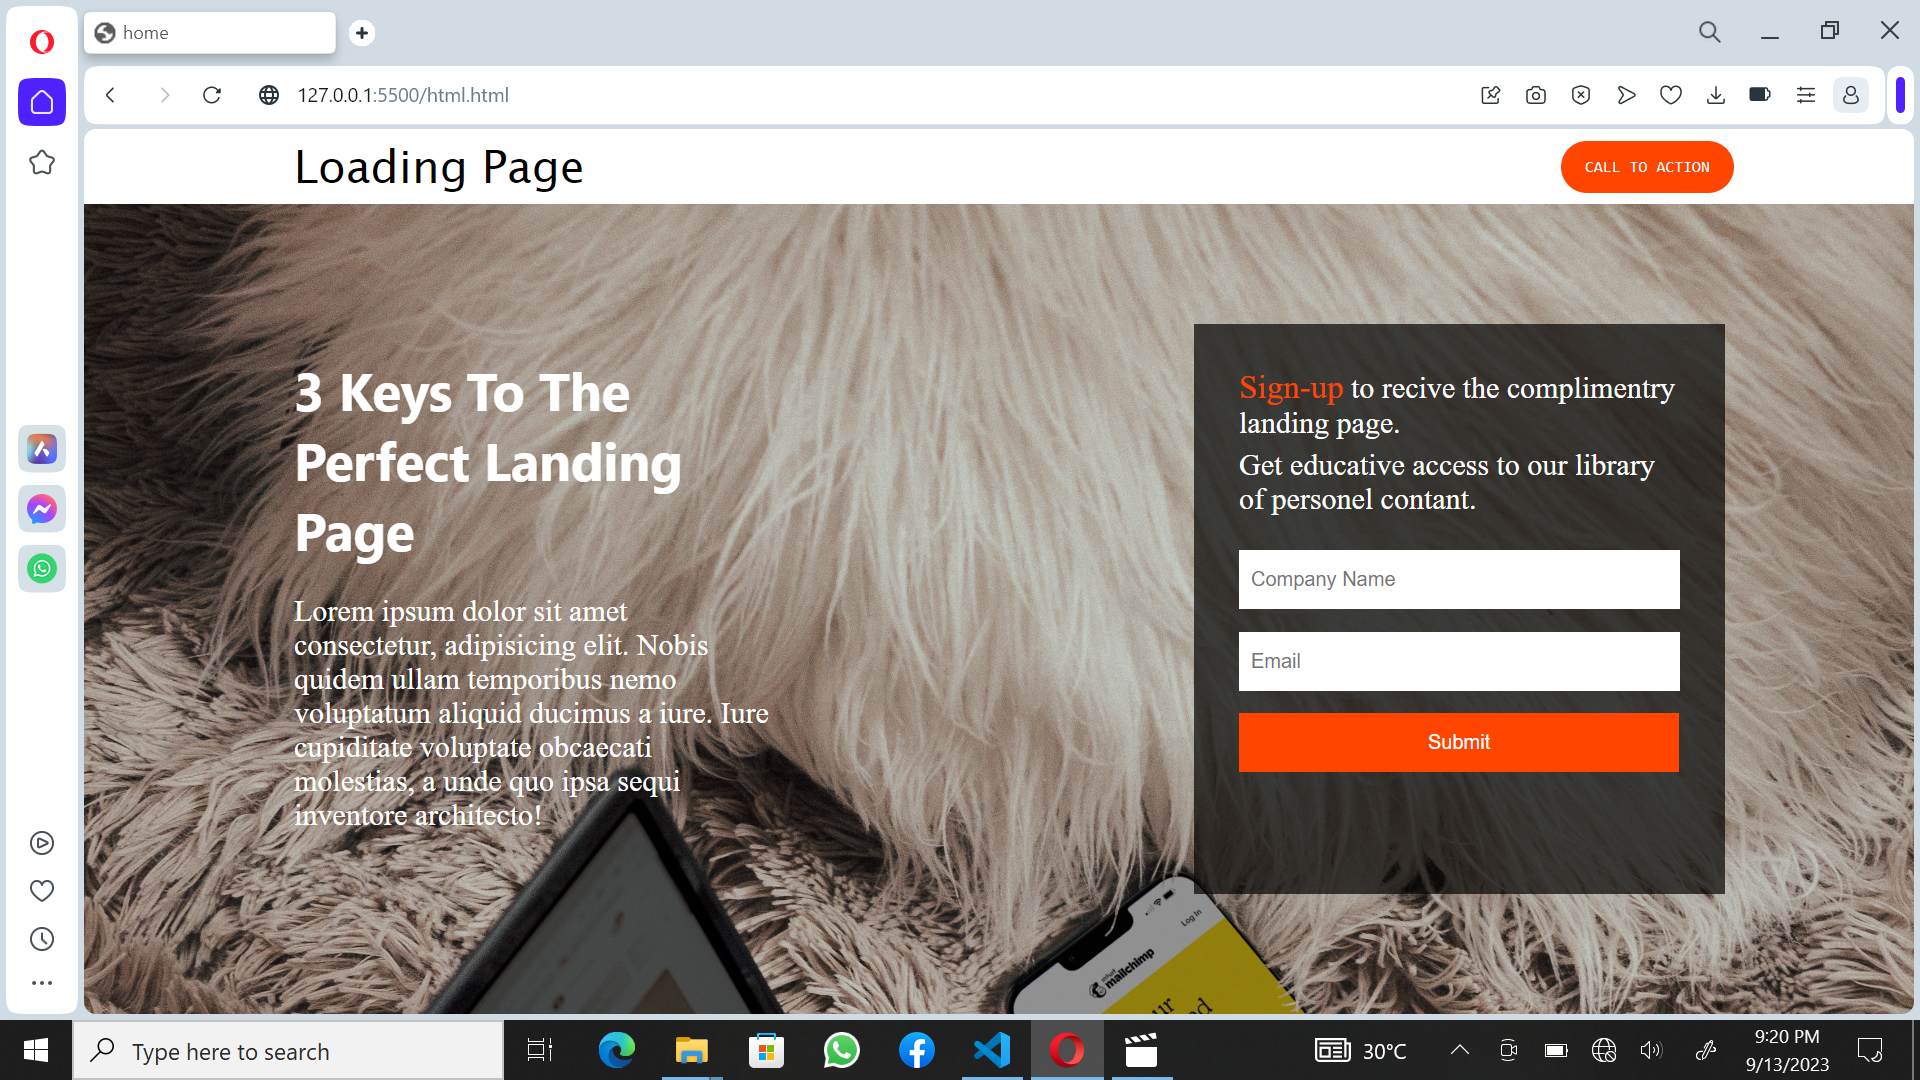 home
127.0.0.1:5500/html.html
Loading Page
CALL TO ACTION
3 Keys To The
Perfect Landing
Page
Lorem ipsum dolor sit amet
consectetur, adipisicing elit. Nobis
quidem ullam temporibus nemo
voluptatum aliquid ducimus a iure. Iure
cupiditate voluptate obcaecati
molestias, a unde quo ipsa sequi
inventore architecto!
Sign-up to recive the complimentry
landing page.
Get educative access to our library
of personel contant.
Company Name
Email
Submit
Log In
intuit
mailchimp
Type here to search
30°C
9:20 PM
9/13/2023